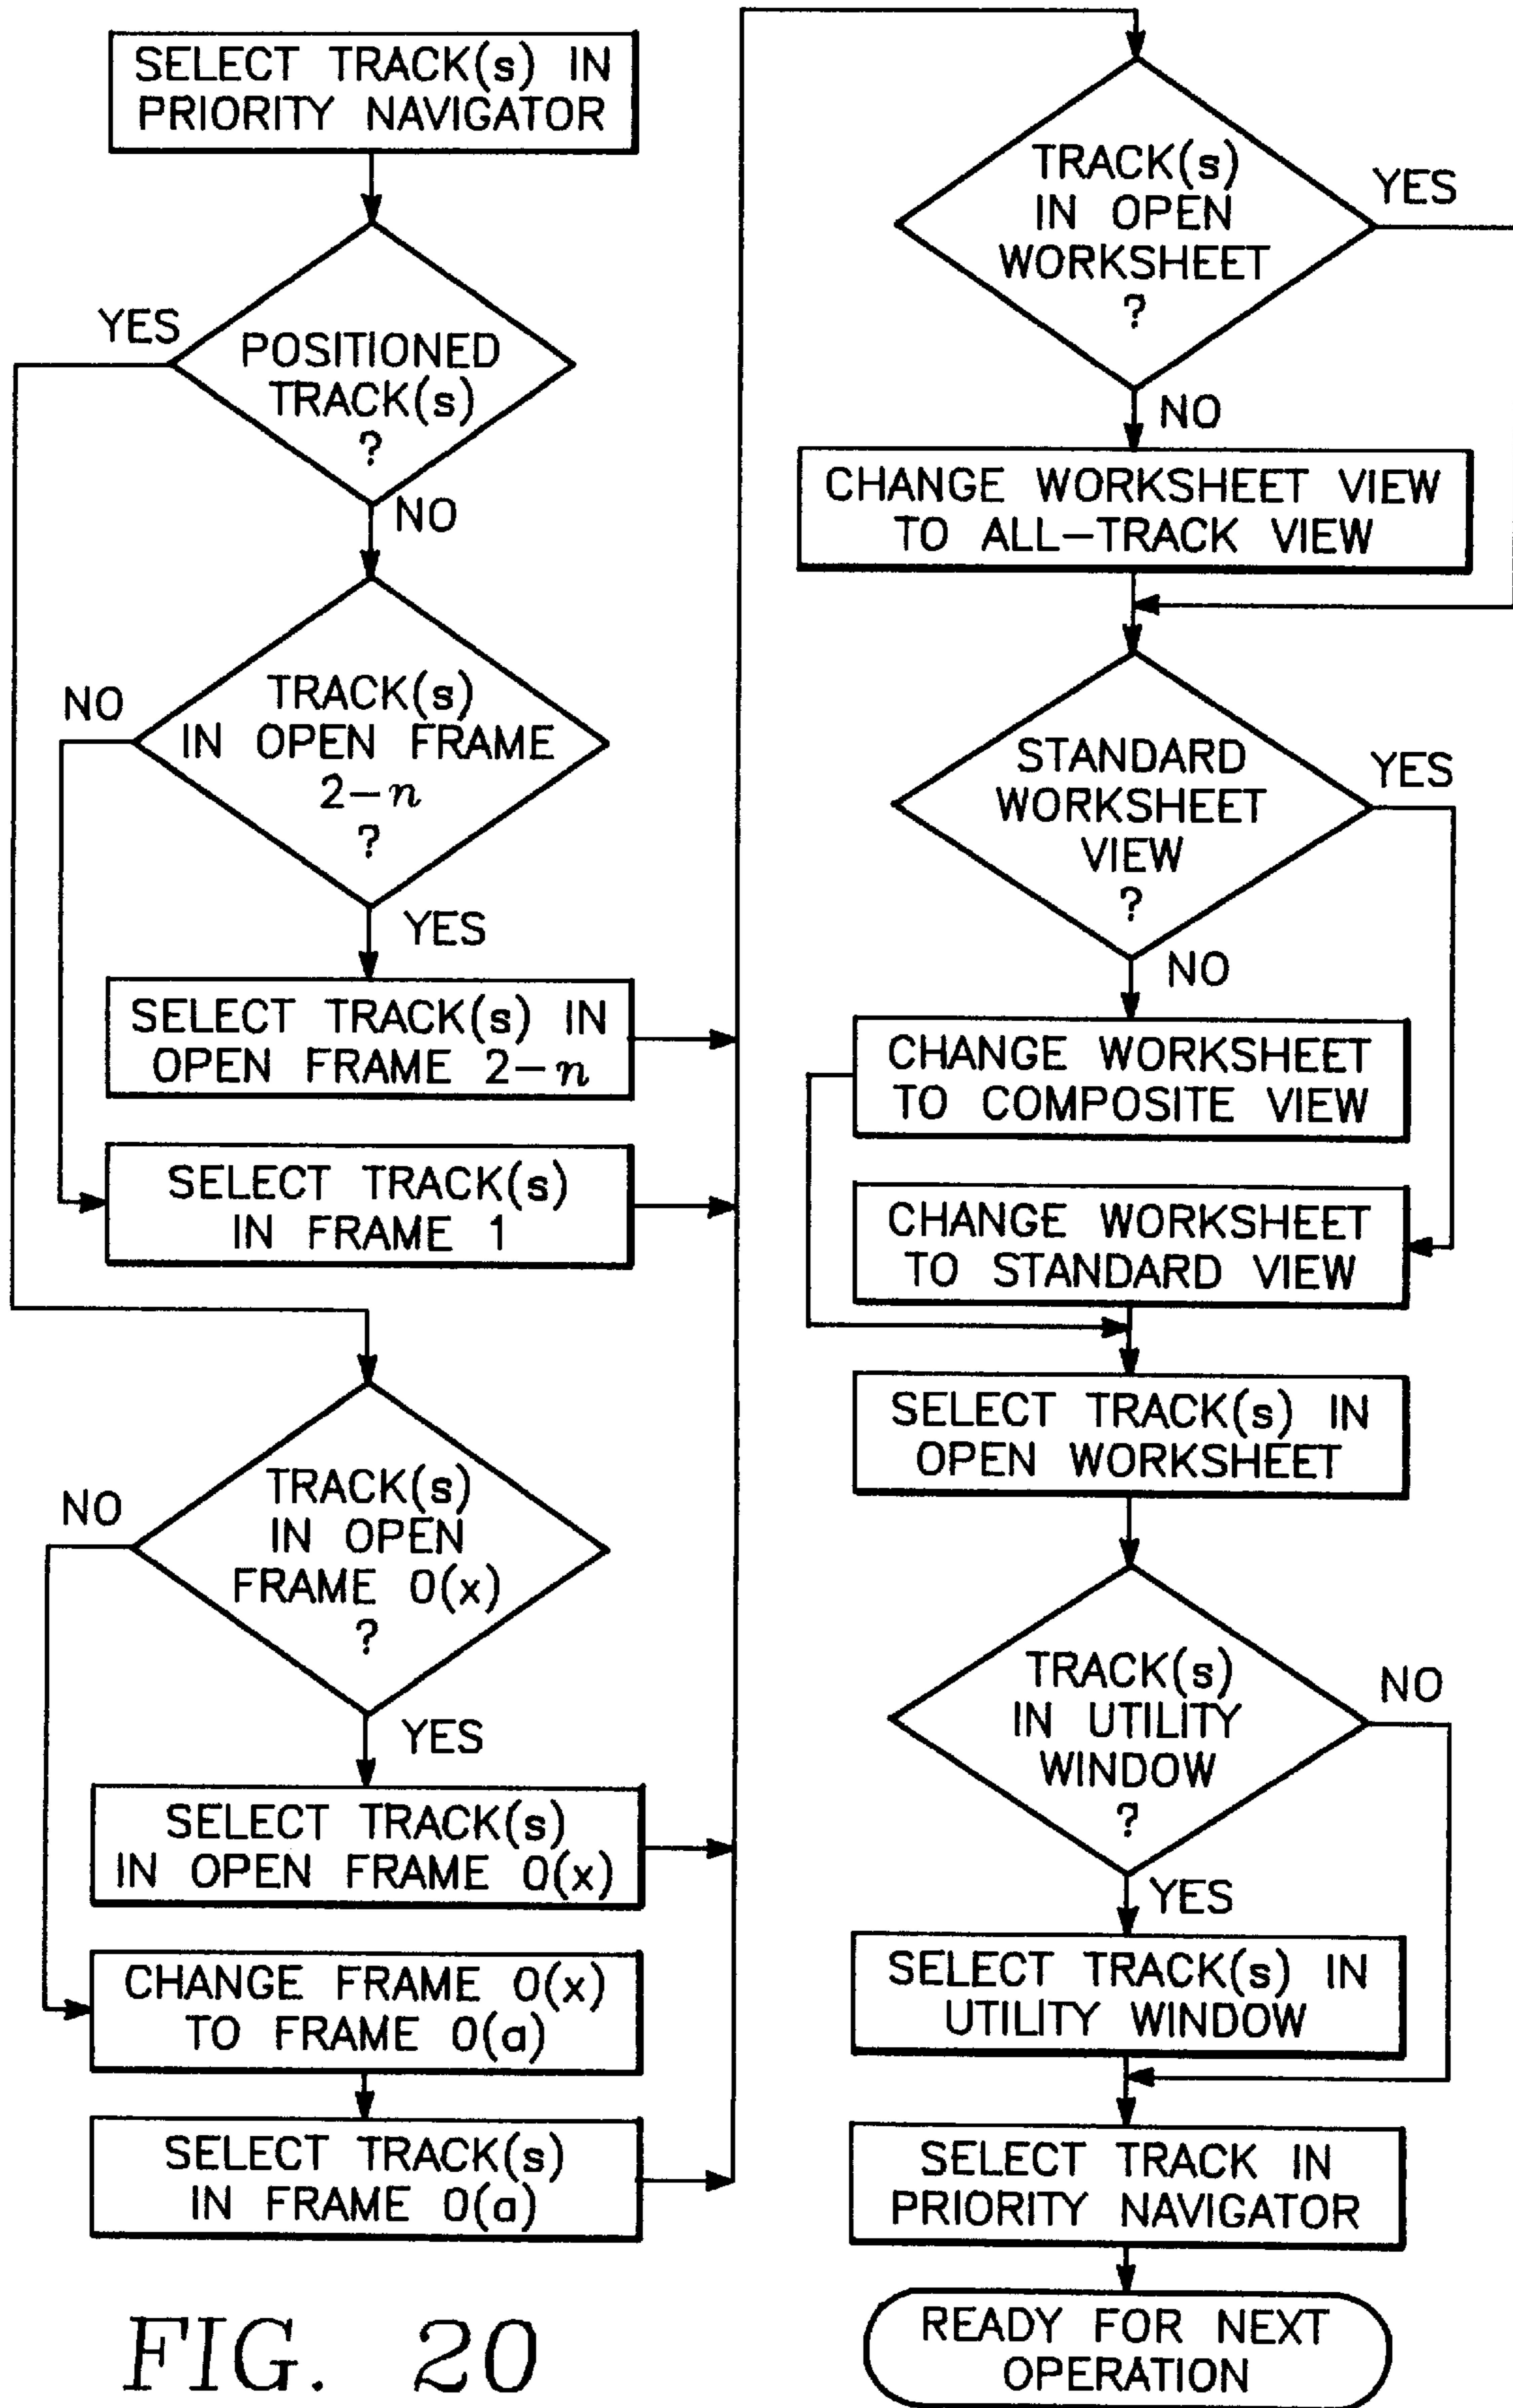 SELECT TRACK(s) IN
PRIORITY NAVIGATOR
YES
POSITIONED
TRACK(s)
?
NO
NO
TRACK(s)
IN OPEN FRAME
2-n
?
YES
SELECT TRACK(s) IN
OPEN FRAME 2-n
SELECT TRACK(s)
IN FRAME 1
NO
TRACK(s)
IN OPEN
FRAME 0(x)
?
YES
SELECT TRACK(s)
IN OPEN FRAME 0(x)
CHANGE FRAME 0(x)
TO FRAME 0(a)
SELECT TRACK(s)
IN FRAME 0(a)
TRACK(s)
IN OPEN
WORKSHEET
?
YES
NO
CHANGE WORKSHEET VIEW
TO ALL-TRACK VIEW
STANDARD
WORKSHEET
VIEW
?
YES
NO
CHANGE WORKSHEET
TO COMPOSITE VIEW
CHANGE WORKSHEET
TO STANDARD VIEW
SELECT TRACK(s) IN
OPEN WORKSHEET
TRACK(s)
IN UTILITY
WINDOW
?
NO
YES
SELECT TRACK(s) IN
UTILITY WINDOW
SELECT TRACK IN
PRIORITY NAVIGATOR
READY FOR NEXT
OPERATION
FIG. 20